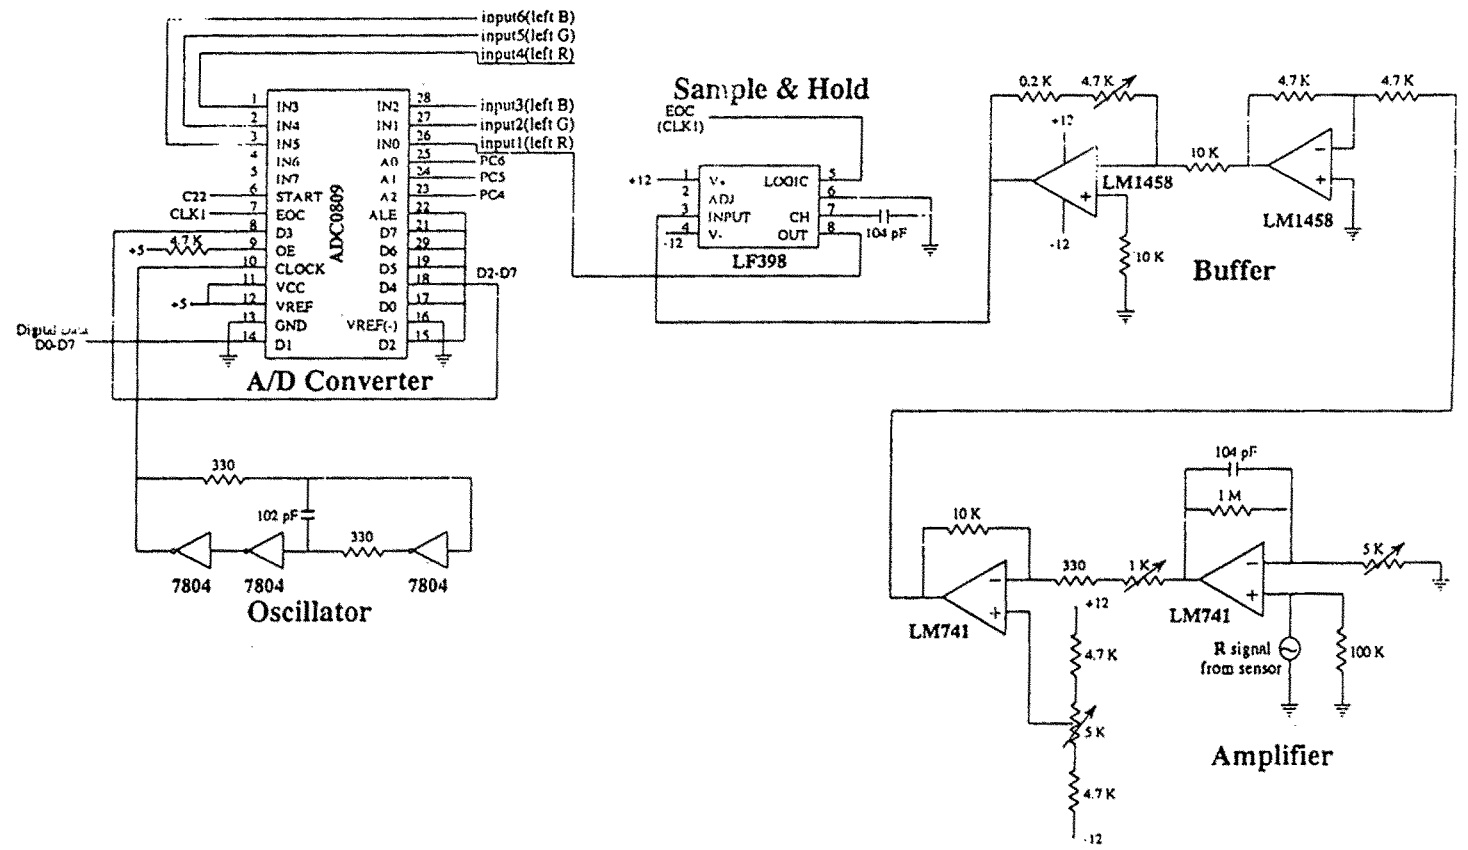 input6(left B)
input5(left G)
input4(left R)
input3(left B)
input2(left G)
input1(left R)
1 IN3 IN2 28
2 IN4 IN1 27
3 IN5 IN0 26
4 IN6 A0 25 PC6
5 IN7 A1 24 PC5
C22 6 START A2 23 PC4
CLK1 7 EOC ALE 22
8 D3 D7 21
+5 4.7 K 9 OE D6 29
10 CLOCK D5 19
11 VCC D4 18 D2-D7
+5 12 VREF D0 17
13 GND VREF(-) 16
14 D1 D2 15
ADC0809
Digital Data
D0-D7
A/D Converter
330
102 pF
330
7804 7804 7804
Oscillator
Sample & Hold
EOC
(CLK1)
+12 1 V+ LOGIC 5
2 ADJ 6
3 INPUT CH 7
104 pF
-12 4 V- OUT 8
LF398
0.2 K 4.7 K
4.7 K 4.7 K
+12
10 K
- +
LM1458
-12
10 K
- +
LM1458
Buffer
104 pF
1 M
10 K
5 K
330 1 K
- +
LM741
- +
LM741
+12
4.7 K
5 K
4.7 K
-12
R signal
from sensor
100 K
Amplifier